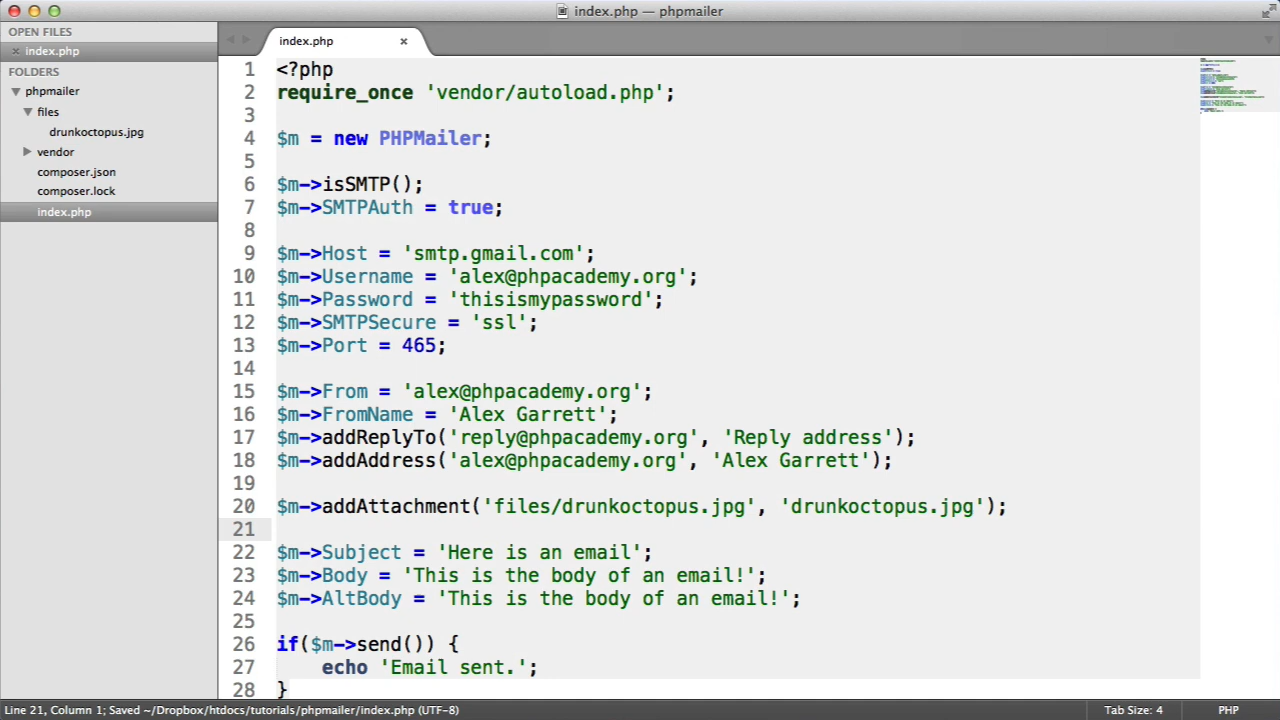 index.php — phpmailer
OPEN FILES
index.php
FOLDERS
phpmailer
files
drunkoctopus.jpg
vendor
composer.json
composer.lock
index.php
index.php
1 <?php
2 require_once 'vendor/autoload.php';
3
4 $m = new PHPMailer;
5
6 $m->isSMTP();
7 $m->SMTPAuth = true;
8
9 $m->Host = 'smtp.gmail.com';
10 $m->Username = 'alex@phpacademy.org';
11 $m->Password = 'thisismypassword';
12 $m->SMTPSecure = 'ssl';
13 $m->Port = 465;
14
15 $m->From = 'alex@phpacademy.org';
16 $m->FromName = 'Alex Garrett';
17 $m->addReplyTo('reply@phpacademy.org', 'Reply address');
18 $m->addAddress('alex@phpacademy.org', 'Alex Garrett');
19
20 $m->addAttachment('files/drunkoctopus.jpg', 'drunkoctopus.jpg');
21
22 $m->Subject = 'Here is an email';
23 $m->Body = 'This is the body of an email!';
24 $m->AltBody = 'This is the body of an email!';
25
26 if($m->send()) {
27     echo 'Email sent.';
28 }
Line 21, Column 1; Saved ~/Dropbox/htdocs/tutorials/phpmailer/index.php (UTF-8)
Tab Size: 4
PHP